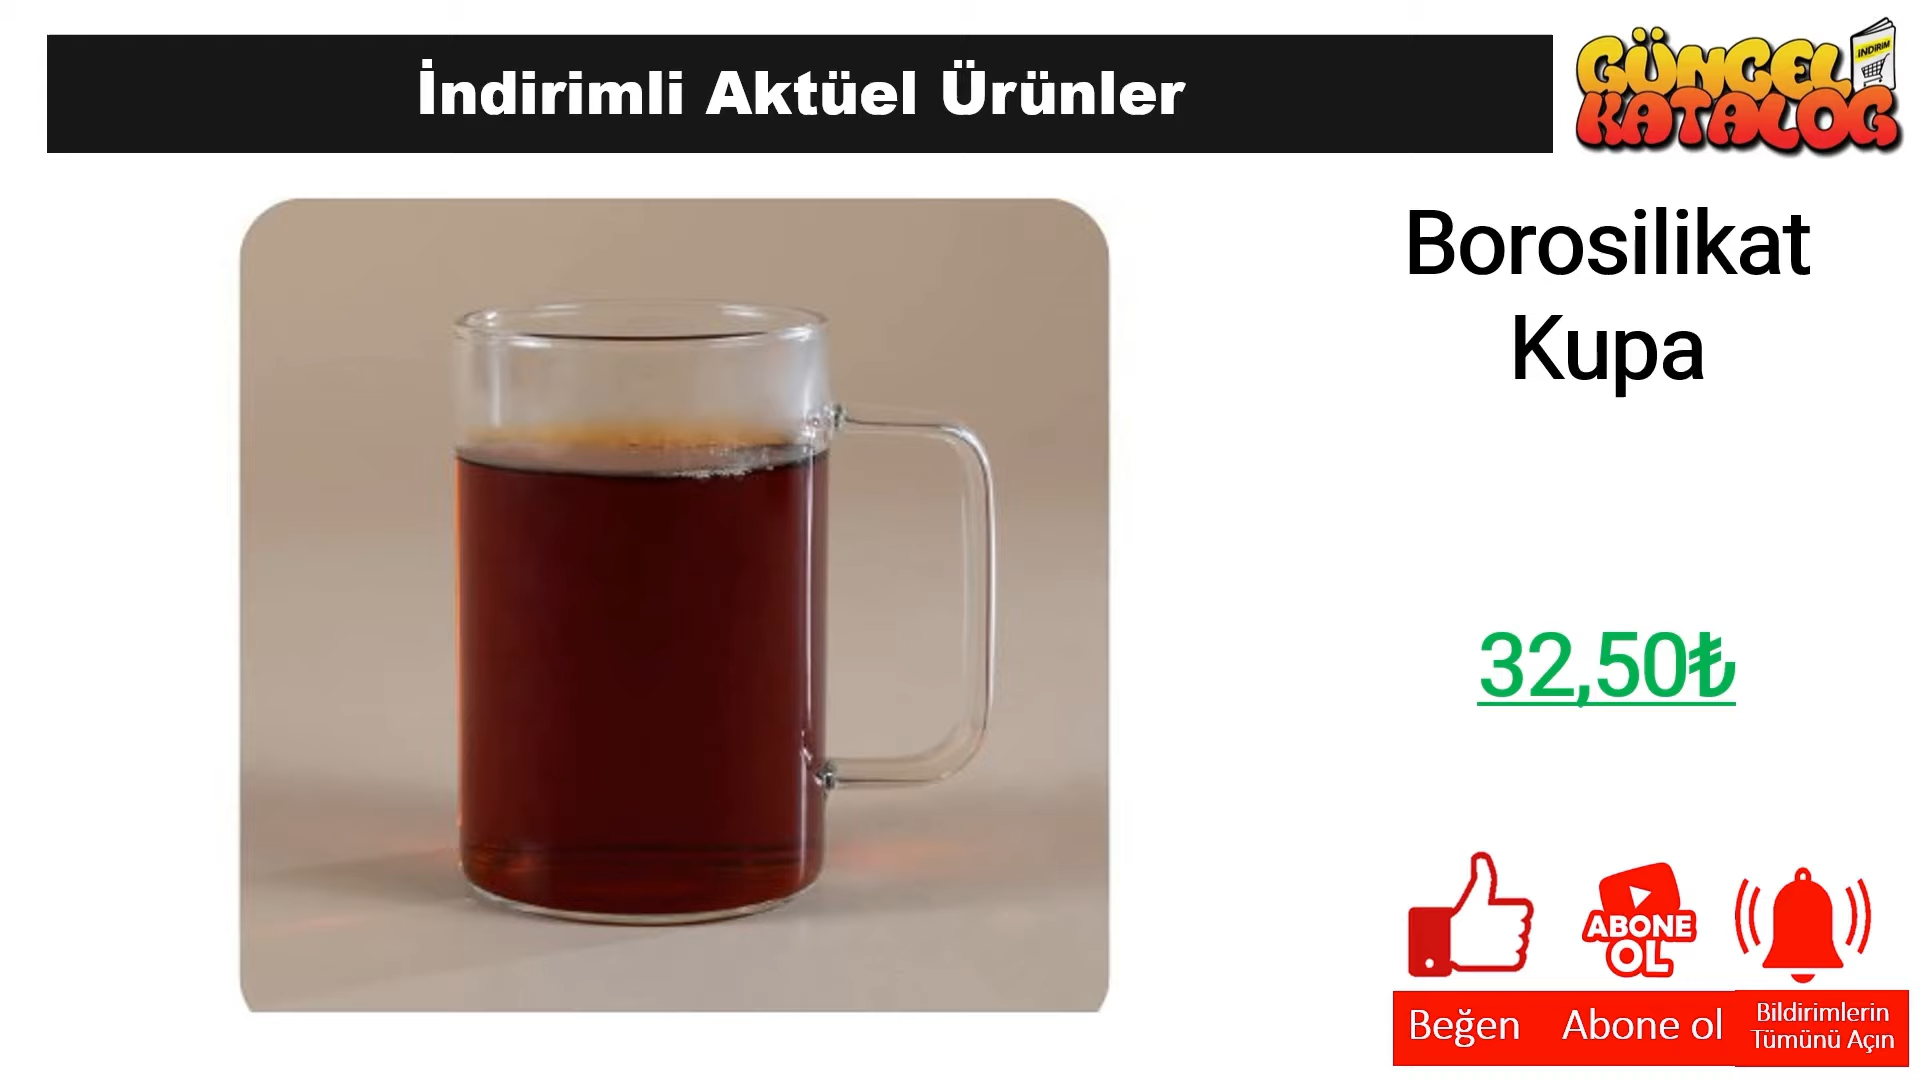 İndirimli Aktüel Ürünler
GÜNCEL
KATALOG
İNDİRİM
Borosilikat
Kupa
32,50₺
ABONE
OL
Beğen
Abone ol
Bildirimlerin
Tümünü Açın